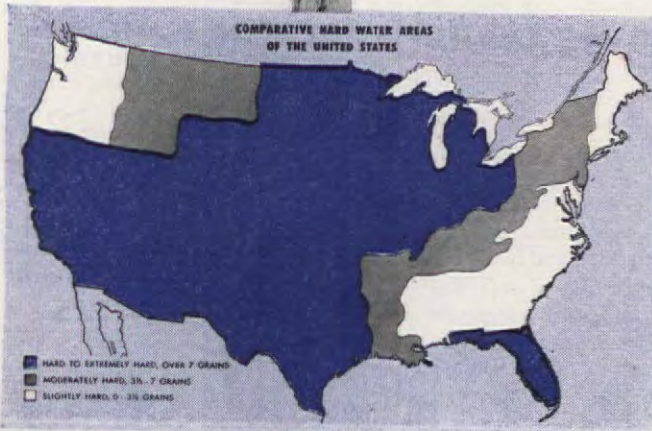 COMPARATIVE HARD WATER AREAS
OF THE UNITED STATES
HARD TO EXTREMELY HARD, OVER 7 GRAINS
MODERATELY HARD, 3½ - 7 GRAINS
SLIGHTLY HARD, 0 - 3½ GRAINS